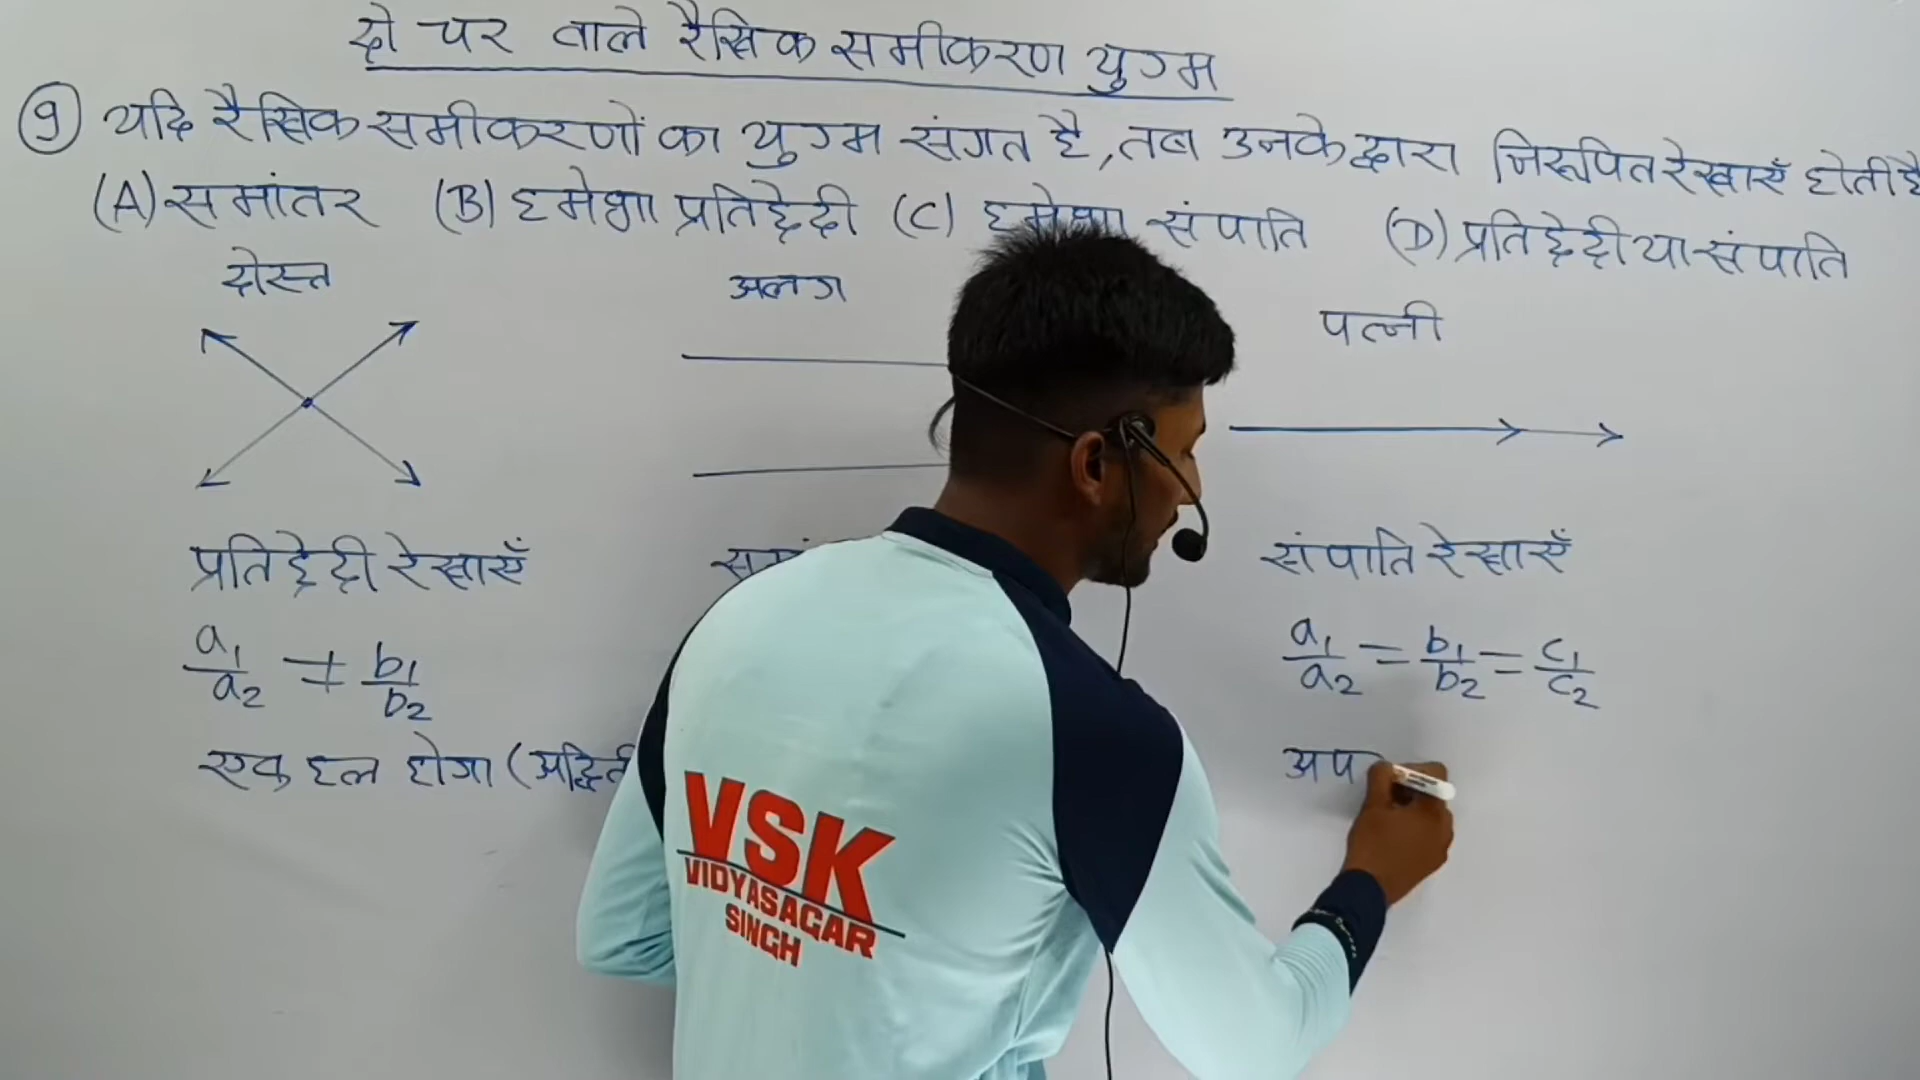 दो चर वाले रैखिक समीकरण युग्म
9 यदि रैखिक समीकरणों का युग्म संगत है, तब उनके द्वारा निरूपित रेखाएँ होती है
(A) समांतर (B) हमेशा प्रतिछेदी (C) हमेशा संपाति (D) प्रतिछेदी या संपाति
दोस्त अलग पत्नी
प्रतिछेदी रेखाएँ संपाति रेखाएँ
a₁/a₂ ≠ b₁/b₂ a₁/a₂ = b₁/b₂ = c₁/c₂
एक हल होगा ( अप
VSK
VIDYASAGAR
SINGH